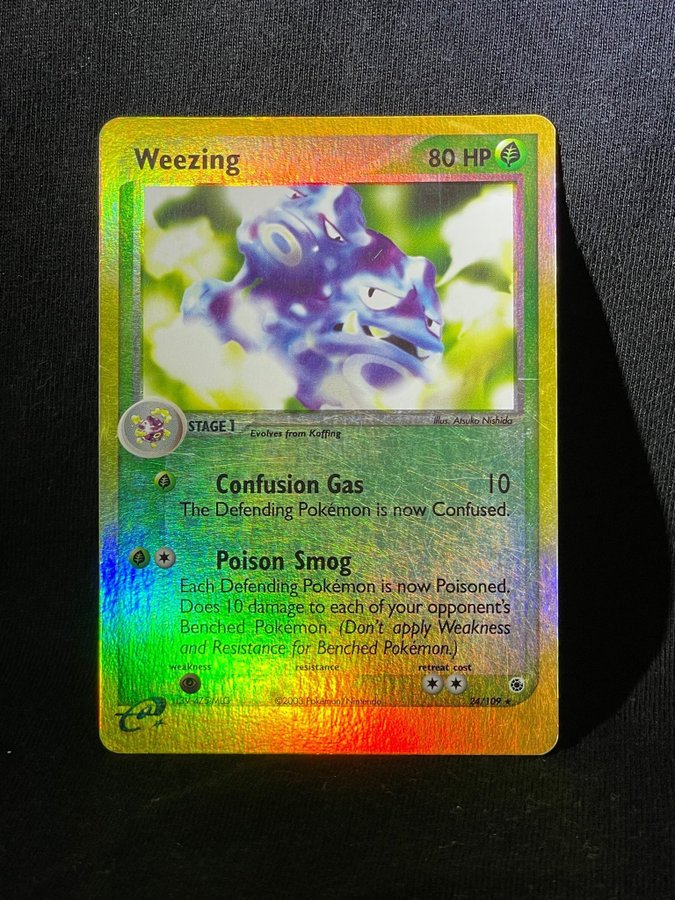 Weezing 80 HP
Illus. Atsuko Nishida
STAGE 1
Evolves from Koffing
Confusion Gas 10
The Defending Pokémon is now Confused.
Poison Smog
Each Defending Pokémon is now Poisoned.
Does 10 damage to each of your opponent's
Benched Pokémon. (Don't apply Weakness
and Resistance for Benched Pokémon.)
weakness resistance retreat cost
©2003 Pokémon/Nintendo 24/109 ★